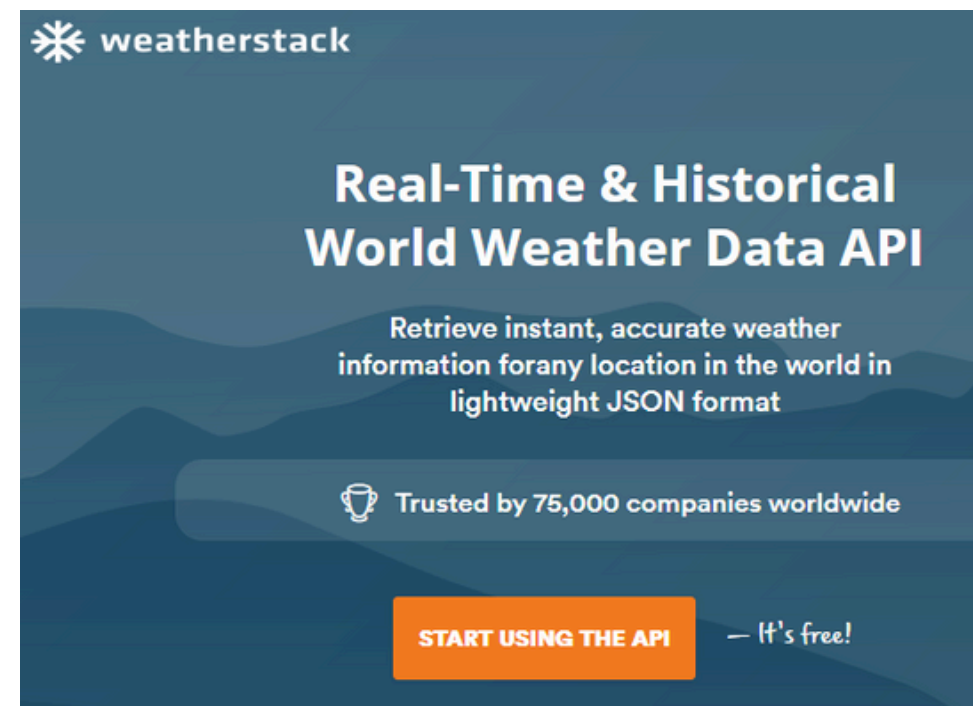 weatherstack
Real-Time & Historical
World Weather Data API
Retrieve instant, accurate weather
information forany location in the world in
lightweight JSON format
Trusted by 75,000 companies worldwide
START USING THE API
— It's free!